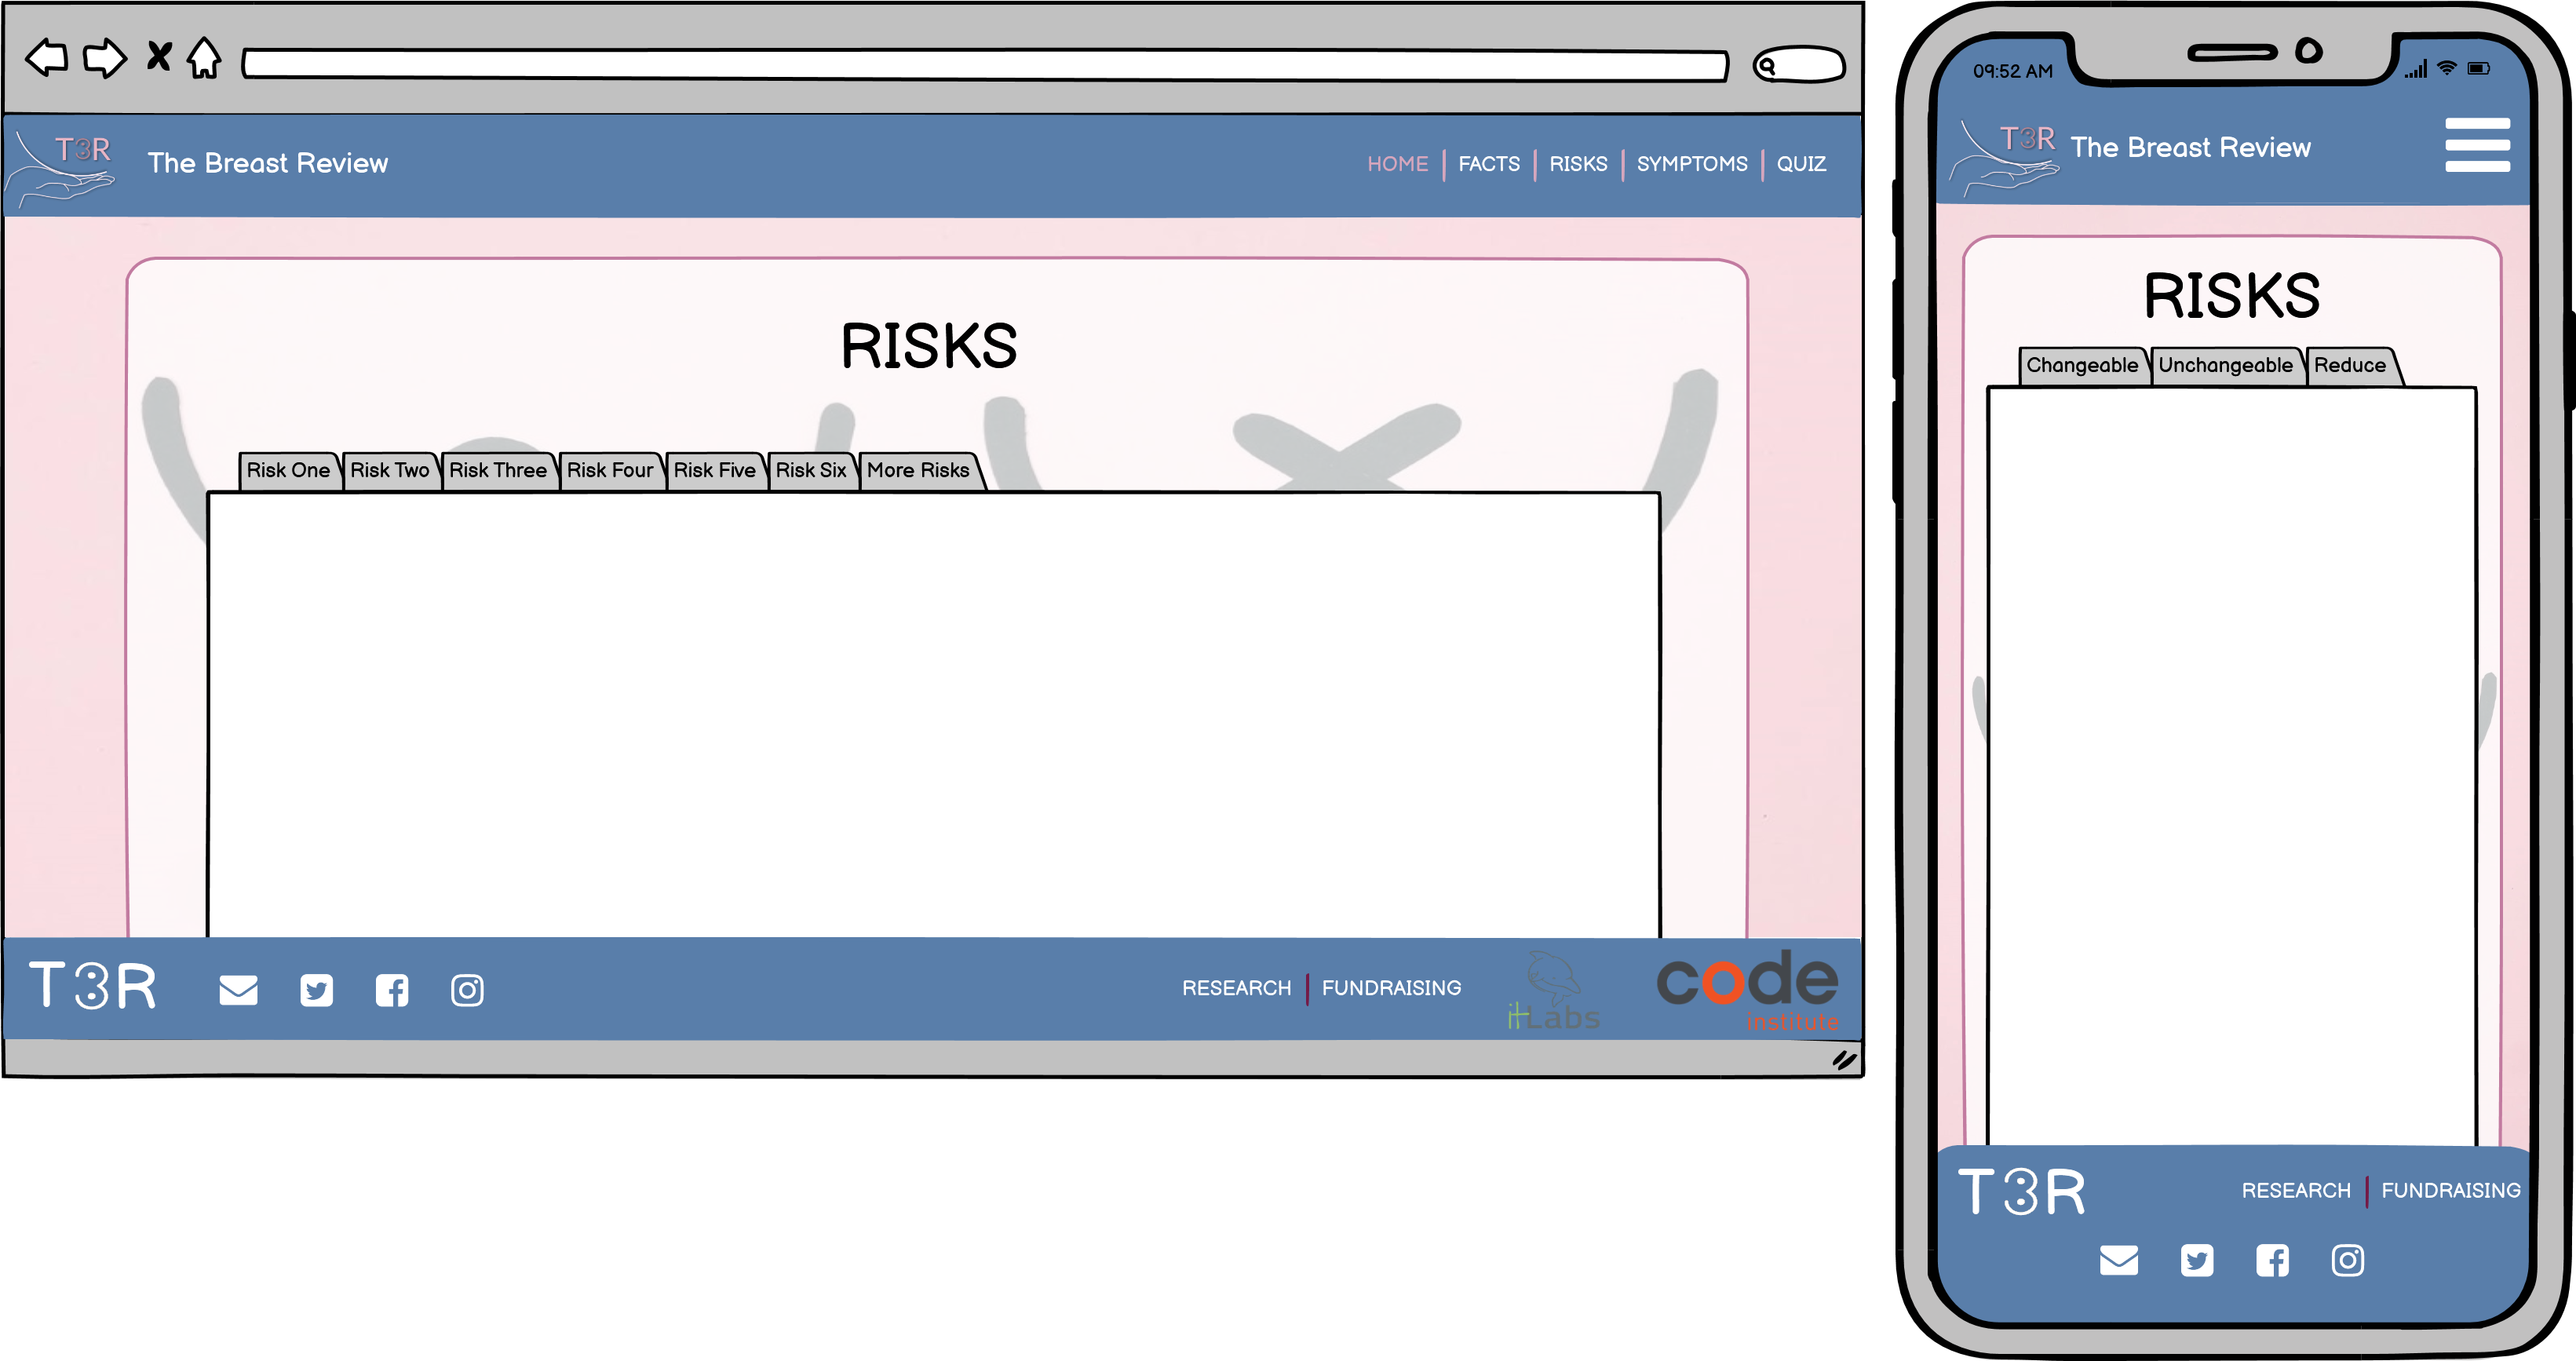 T3R
The Breast Review
HOME | FACTS | RISKS | SYMPTOMS | QUIZ
RISKS
Risk One Risk Two Risk Three Risk Four Risk Five Risk Six More Risks
T3R
RESEARCH | FUNDRAISING
itLabs
code
institute
09:52 AM
T3R
The Breast Review
RISKS
Changeable Unchangeable Reduce
T3R
RESEARCH | FUNDRAISING